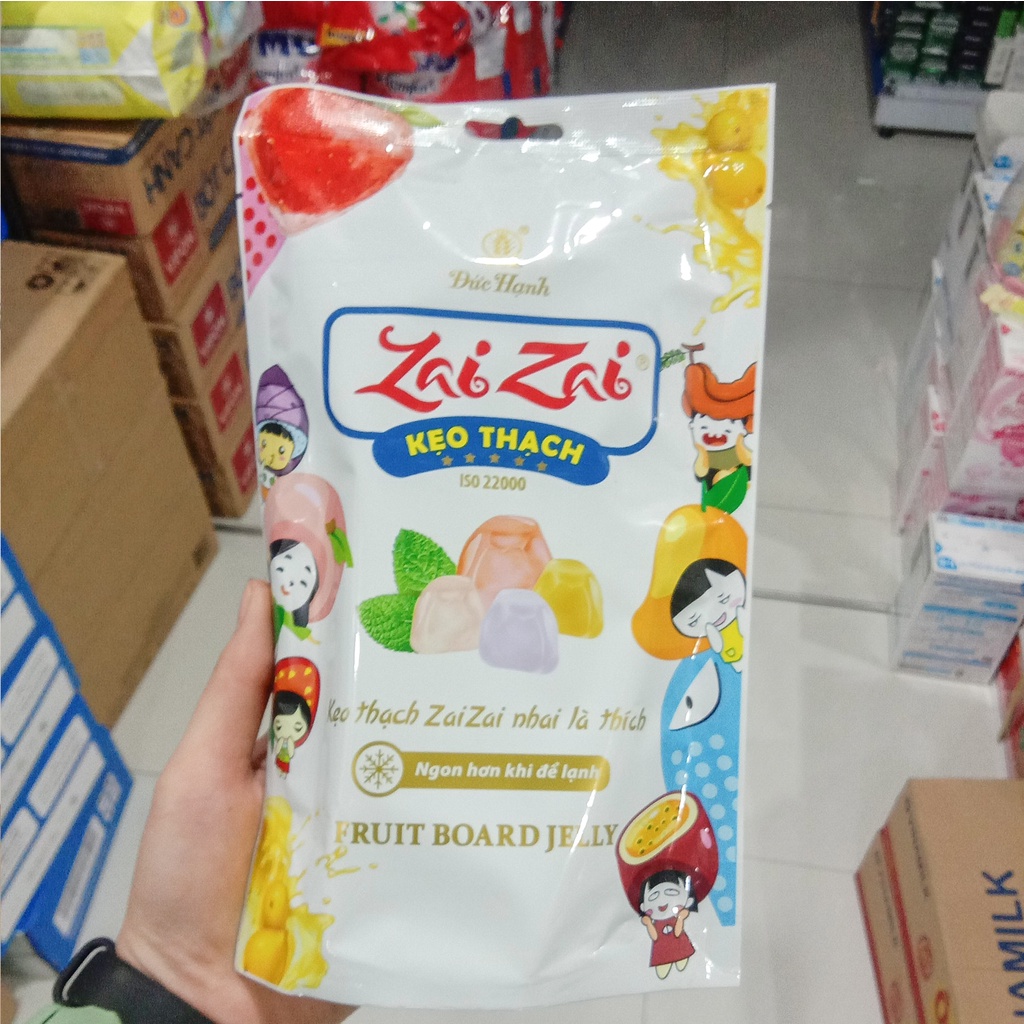 Đức Hạnh
Zai Zai
KẸO THẠCH
ISO 22000
Kẹo thạch ZaiZai nhai là thích
Ngon hơn khi để lạnh
FRUIT BOARD JELLY
AMILK